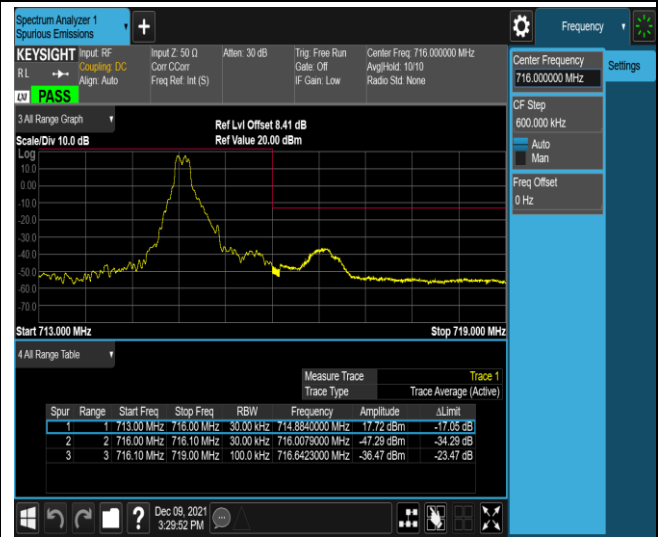 Spectrum Analyzer 1
Spurious Emissions
+
Frequency
KEYSIGHT Input: RF Input Z: 50 Ω Atten: 30 dB Trig: Free Run Center Freq: 716.000000 MHz
R L Coupling: DC Corr CCorr Gate: Off Avg|Hold: 10/10
Align: Auto Freq Ref: Int (S) IF Gain: Low Radio Std: None
LXI PASS
Center Frequency
716.000000 MHz
Settings
CF Step
600.000 kHz
Auto
Man
Freq Offset
0 Hz
3 All Range Graph
Ref Lvl Offset 8.41 dB
Scale/Div 10.0 dB Ref Value 20.00 dBm
Log
10.0
0.00
-10.0
-20.0
-30.0
-40.0
-50.0
-60.0
-70.0
Start 713.000 MHz Stop 719.000 MHz
4 All Range Table
Measure Trace Trace 1
Trace Type Trace Average (Active)
Spur Range Start Freq Stop Freq RBW Frequency Amplitude ΔLimit
1 1 713.00 MHz 716.00 MHz 30.00 kHz 714.8840000 MHz 17.72 dBm -17.05 dB
2 2 716.00 MHz 716.10 MHz 30.00 kHz 716.0079000 MHz -47.29 dBm -34.29 dB
3 3 716.10 MHz 719.00 MHz 100.0 kHz 716.6423000 MHz -36.47 dBm -23.47 dB
? Dec 09, 2021
3:29:52 PM